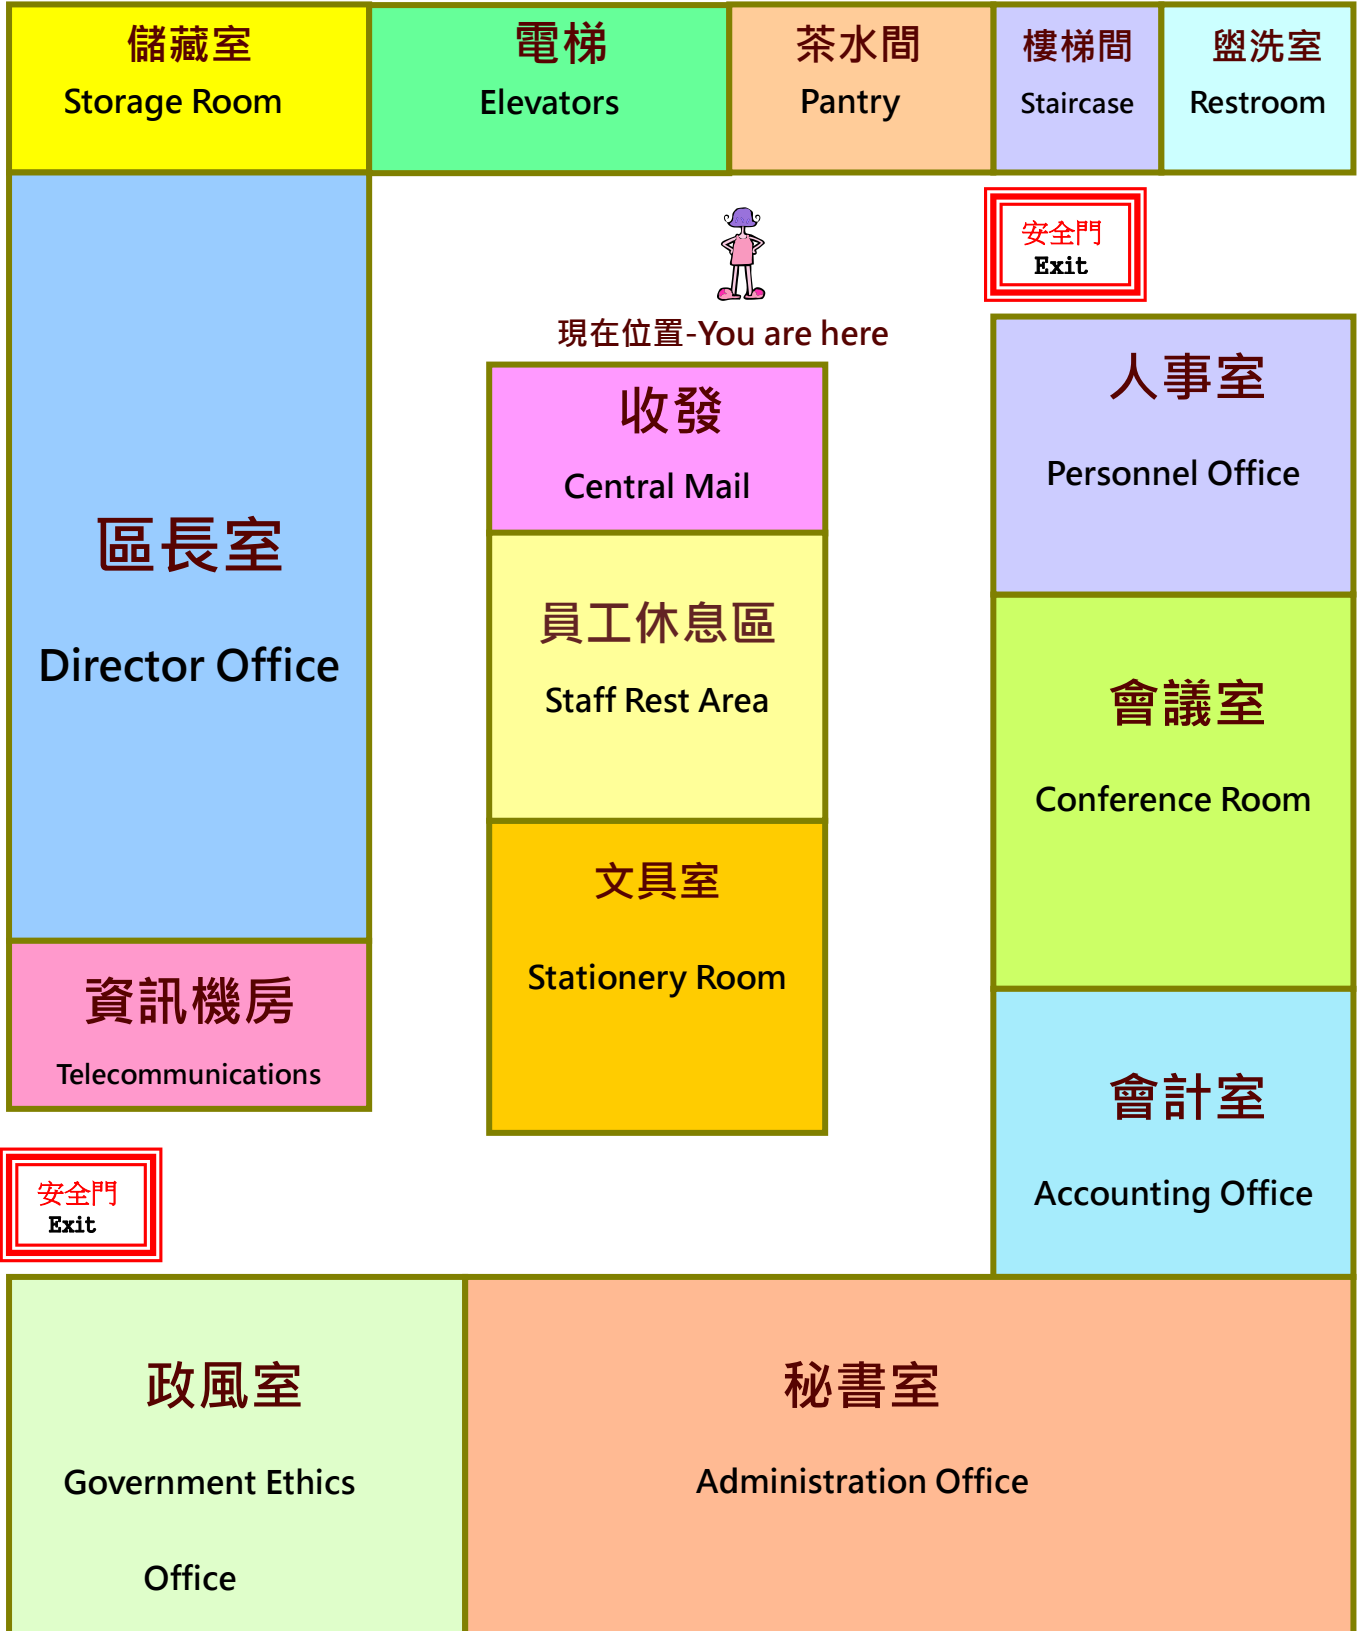 儲藏室
Storage Room
電梯
Elevators
茶水間
Pantry
樓梯間
Staircase
盥洗室
Restroom
安全門
Exit
現在位置-You are here
收發
Central Mail
人事室
Personnel Office
區長室
Director Office
員工休息區
Staff Rest Area
會議室
Conference Room
文具室
Stationery Room
資訊機房
Telecommunications
會計室
Accounting Office
安全門
Exit
政風室
Government Ethics
Office
秘書室
Administration Office